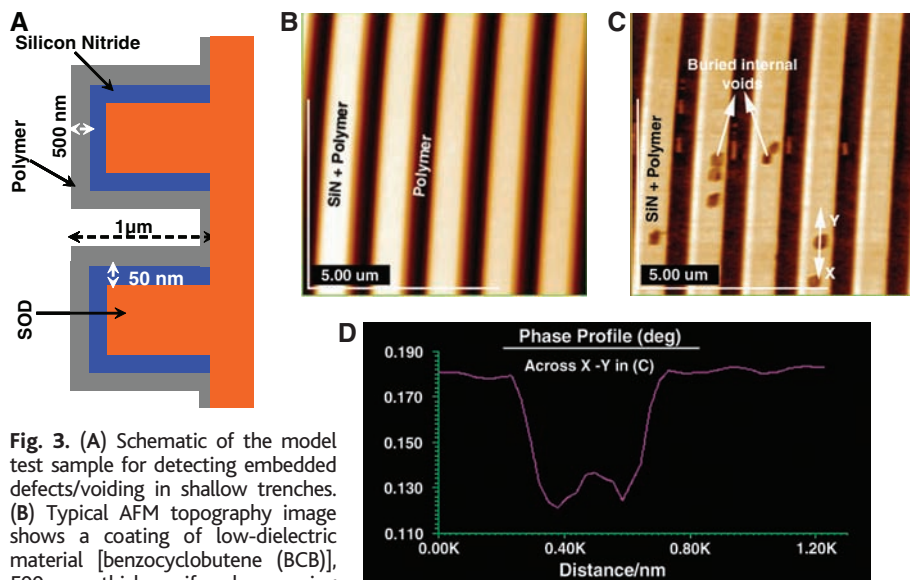 A
Silicon Nitride
500 nm
Polymer
1µm
50 nm
SOD
B
SiN + Polymer
Polymer
5.00 um
C
Buried internal
voids
SiN + Polymer
Y
X
5.00 um
D
Phase Profile (deg)
Across X -Y in (C)
0.190
0.170
0.150
0.130
0.110
0.00K
0.40K
0.80K
1.20K
Distance/nm
Fig. 3. (A) Schematic of the model
test sample for detecting embedded
defects/voiding in shallow trenches.
(B) Typical AFM topography image
shows a coating of low-dielectric
material [benzocyclobutene (BCB)],